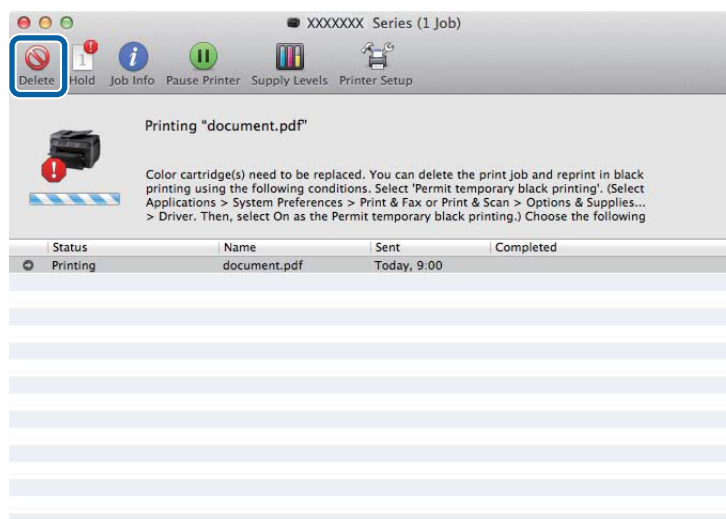 XXXXXXX Series (1 Job)
1
Delete Hold Job Info Pause Printer Supply Levels Printer Setup
Printing "document.pdf"
Color cartridge(s) need to be replaced. You can delete the print job and reprint in black
printing using the following conditions. Select 'Permit temporary black printing'. (Select
Applications > System Preferences > Print & Fax or Print & Scan > Options & Supplies...
> Driver. Then, select On as the Permit temporary black printing.) Choose the following
Status Name Sent Completed
Printing document.pdf Today, 9:00